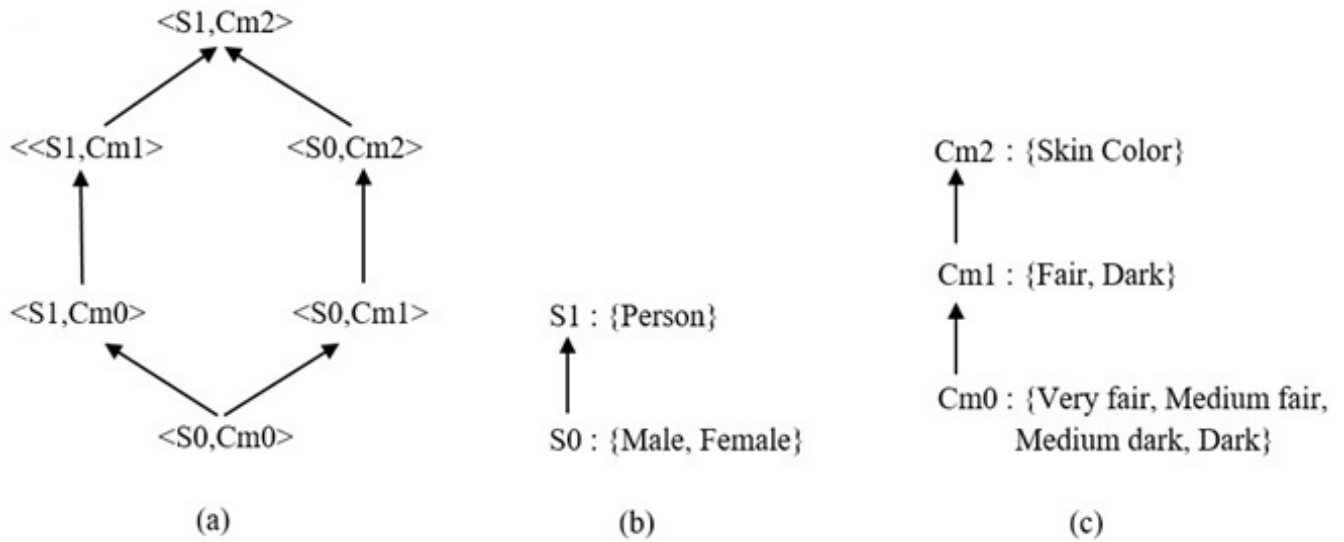 <S1,Cm2>
<<S1,Cm1>
<S0,Cm2>
<S1,Cm0>
<S0,Cm1>
<S0,Cm0>
(a)
S1 : {Person}
S0 : {Male, Female}
(b)
Cm2 : {Skin Color}
Cm1 : {Fair, Dark}
Cm0 : {Very fair, Medium fair,
Medium dark, Dark}
(c)